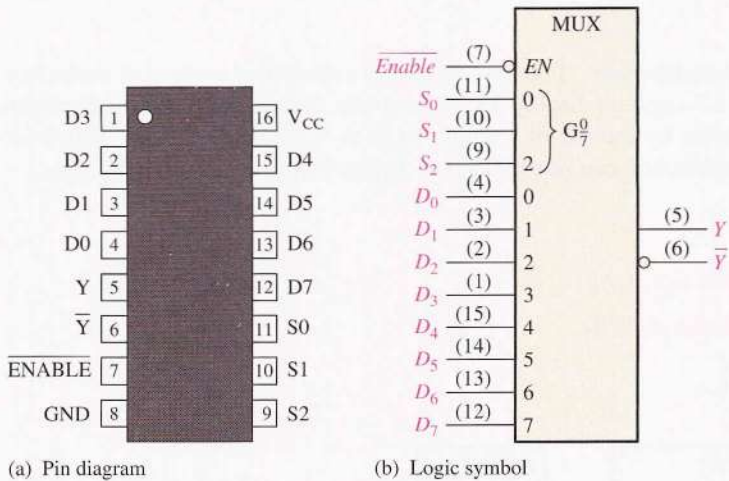 MUX
Enable (7) EN
S0 (11) 0
S1 (10) G 0/7
S2 (9) 2
D0 (4) 0
D1 (3) 1 (5) Y
D2 (2) 2 (6) Y
D3 (1) 3
D4 (15) 4
D5 (14) 5
D6 (13) 6
D7 (12) 7
D3 1 16 VCC
D2 2 15 D4
D1 3 14 D5
D0 4 13 D6
Y 5 12 D7
Y 6 11 S0
ENABLE 7 10 S1
GND 8 9 S2
(a) Pin diagram
(b) Logic symbol